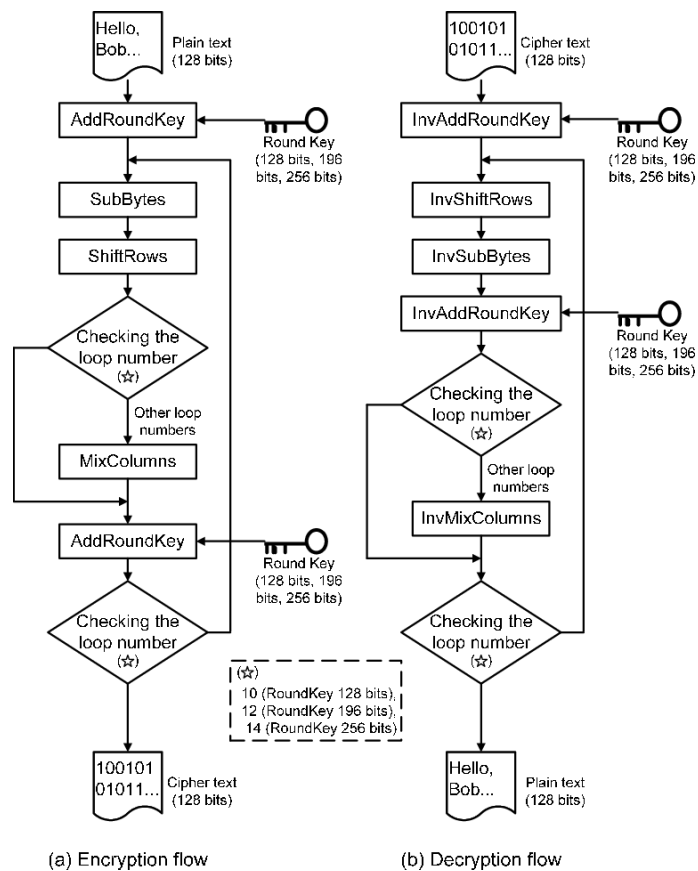 Hello,
Bob...
Plain text
(128 bits)
AddRoundKey
Round Key
(128 bits, 196
bits, 256 bits)
SubBytes
ShiftRows
Checking the
loop number
(☆)
Other loop
numbers
MixColumns
AddRoundKey
Round Key
(128 bits, 196
bits, 256 bits)
Checking the
loop number
(☆)
100101
01011...
Cipher text
(128 bits)
(a) Encryption flow
(☆)
10 (RoundKey 128 bits),
12 (RoundKey 196 bits),
14 (RoundKey 256 bits)
100101
01011...
Cipher text
(128 bits)
InvAddRoundKey
Round Key
(128 bits, 196
bits, 256 bits)
InvShiftRows
InvSubBytes
InvAddRoundKey
Round Key
(128 bits, 196
bits, 256 bits)
Checking the
loop number
(☆)
Other loop
numbers
InvMixColumns
Checking the
loop number
(☆)
Hello,
Bob...
Plain text
(128 bits)
(b) Decryption flow